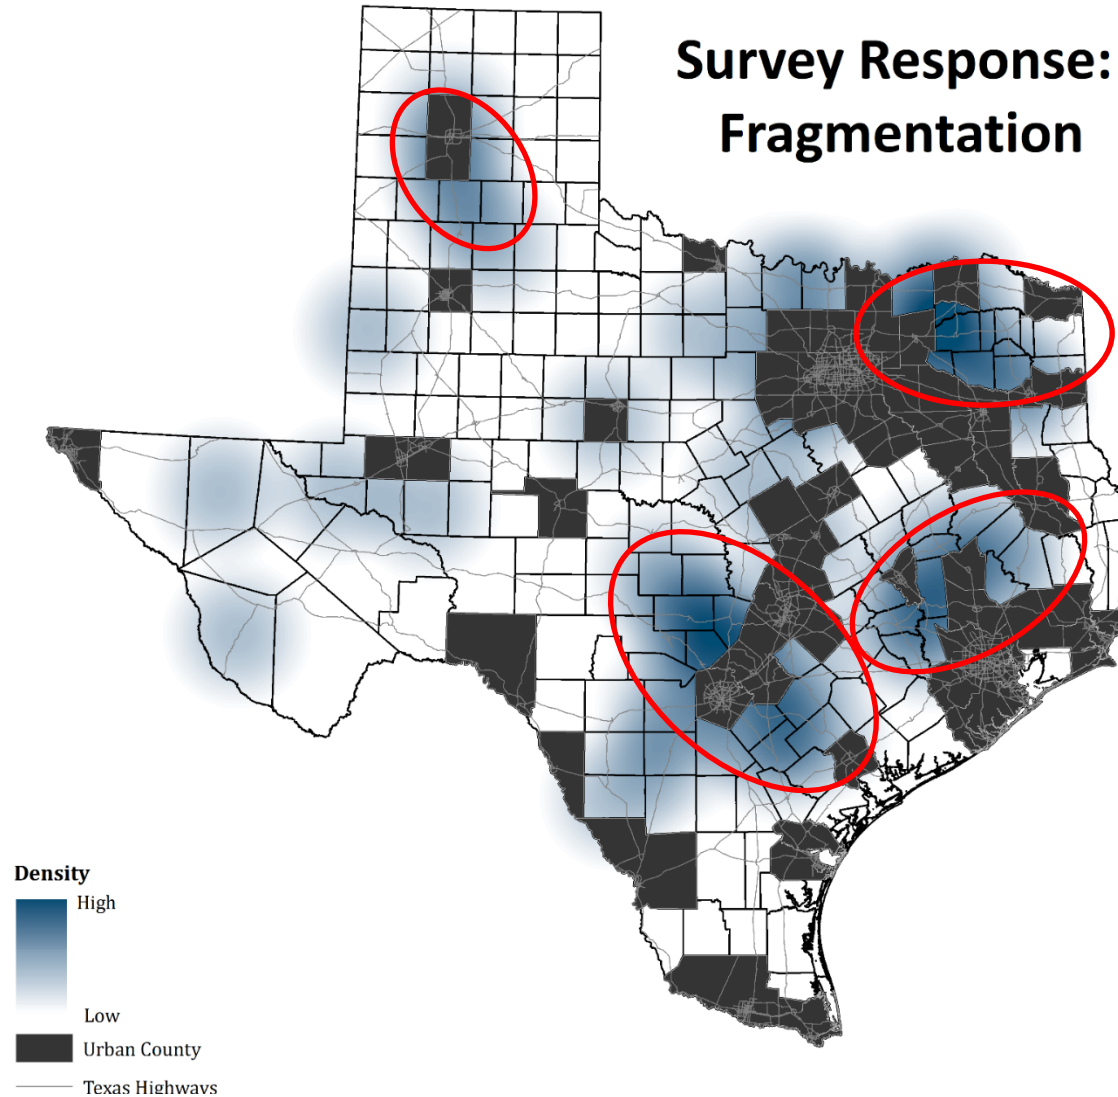 Survey Response:
Fragmentation
Density
High
Low
Urban County
Texas Highways